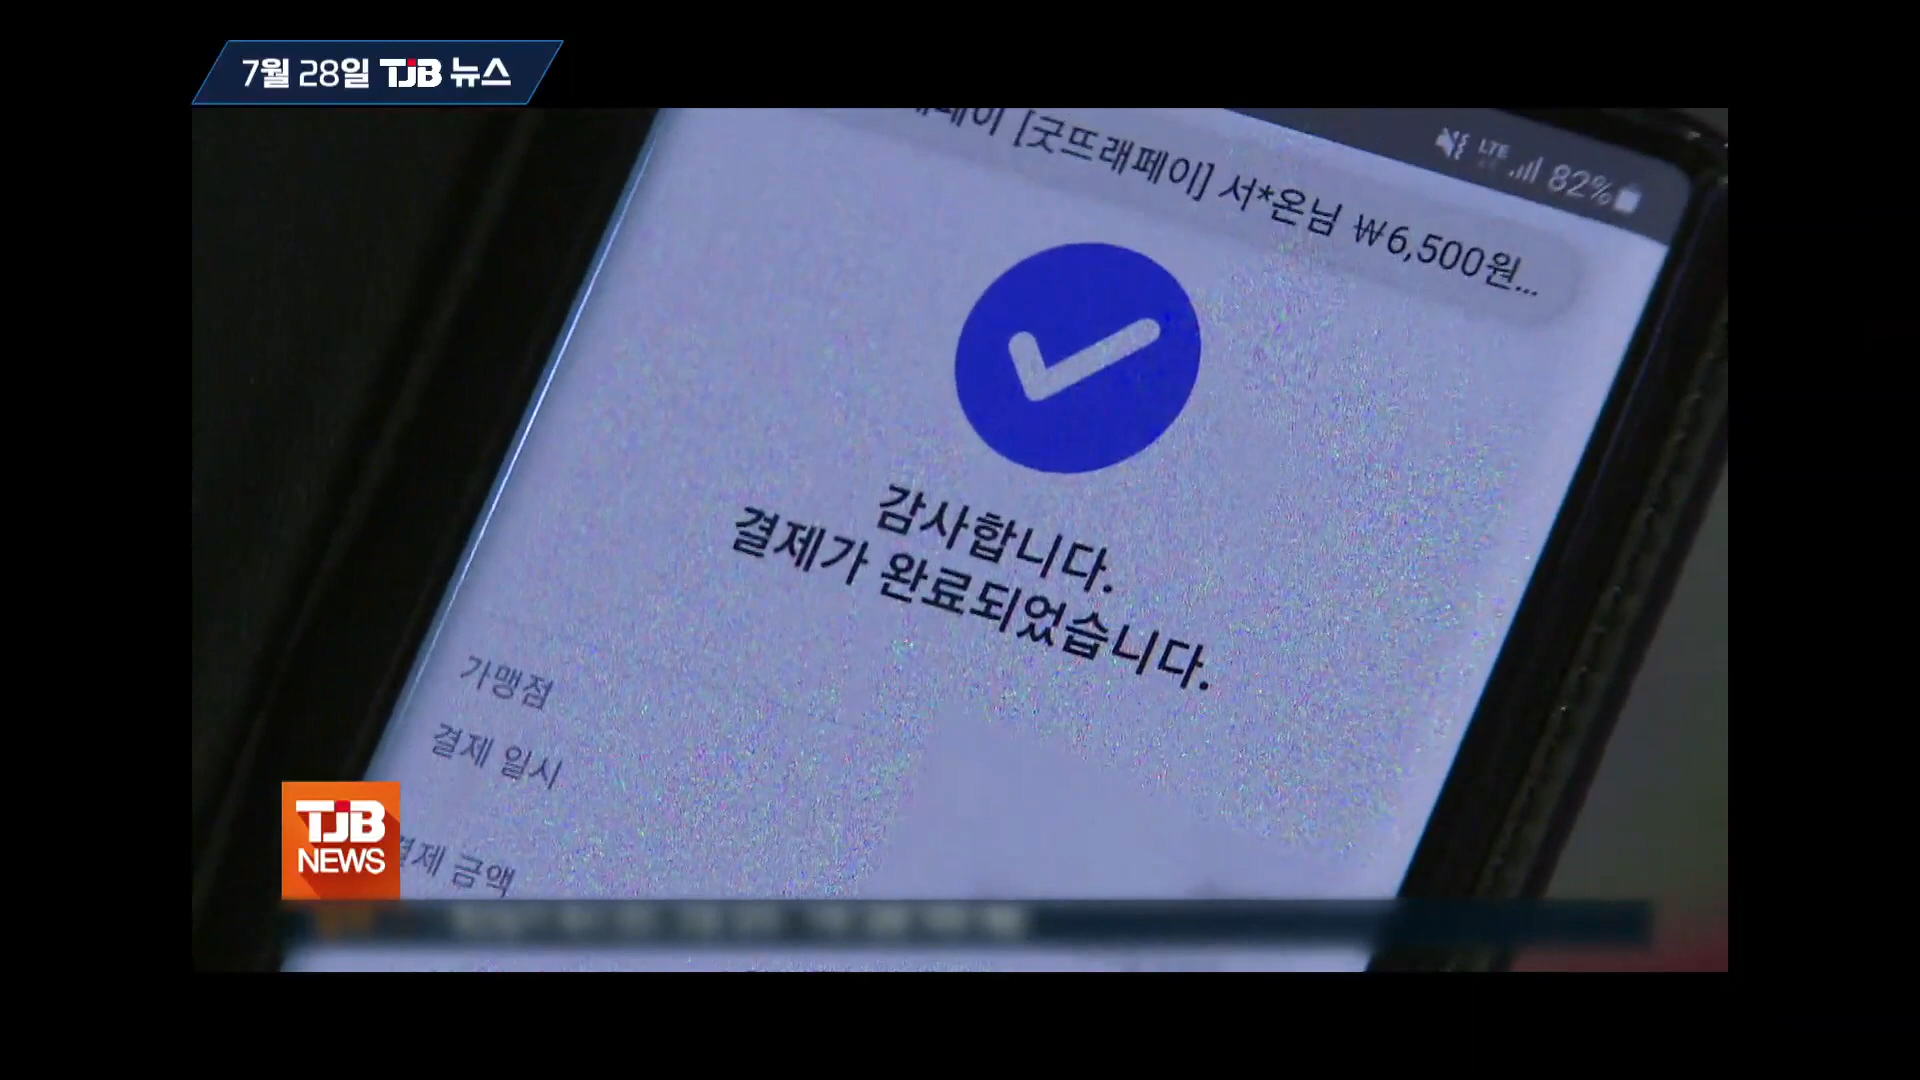 7월 28일 TJB 뉴스
[굿뜨래페이] 서*온님 ₩6,500원...
LTE
82%
감사합니다.
결제가 완료되었습니다.
가맹점
결제 일시
결제 금액
TJB
NEWS